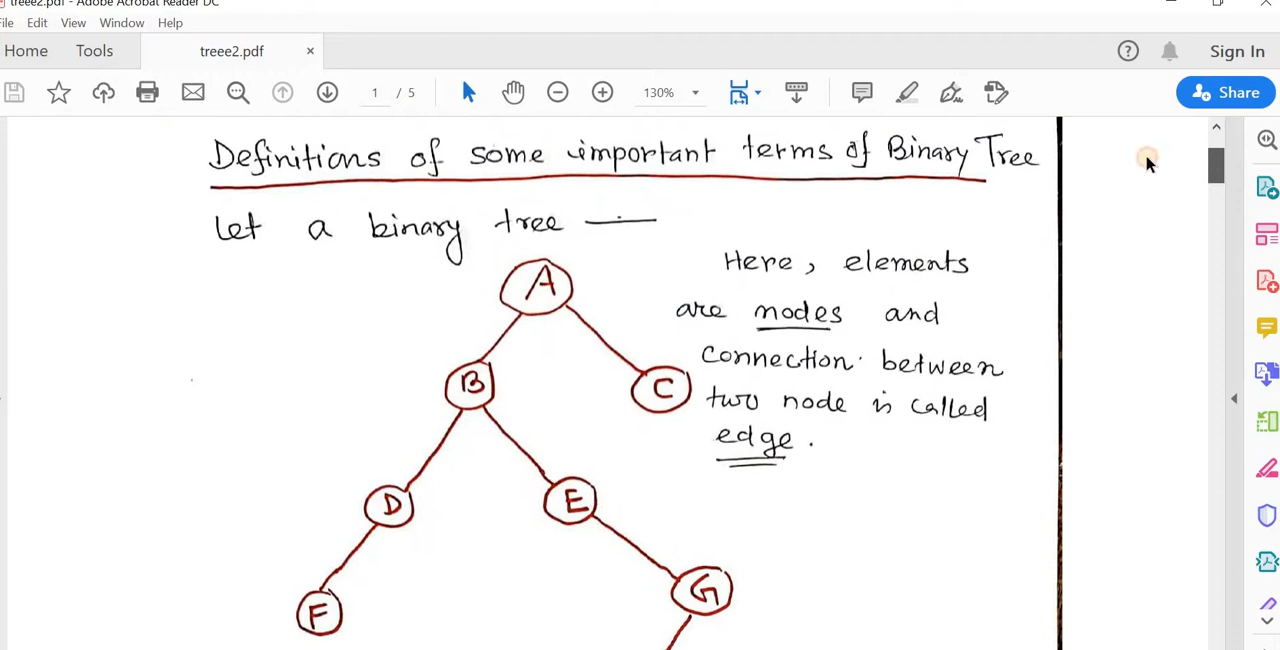 treee2.pdf - Adobe Acrobat Reader DC
File Edit View Window Help
Home Tools treee2.pdf × Sign In
1 / 5 130% Share
Definitions of some important terms of Binary Tree
Let a binary tree
Here, elements
are nodes and
connection between
two node is called
edge.
A
B C
D E
F G